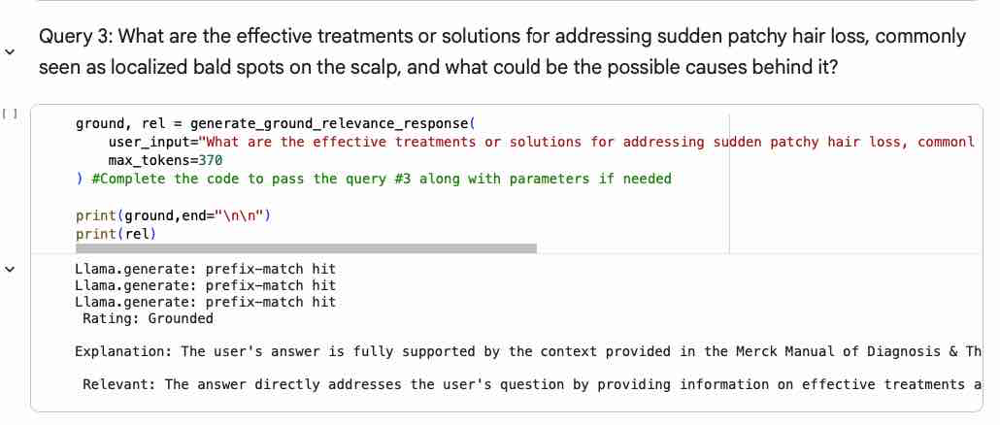 Query 3: What are the effective treatments or solutions for addressing sudden patchy hair loss, commonly
seen as localized bald spots on the scalp, and what could be the possible causes behind it?
[ ]
ground, rel = generate_ground_relevance_response(
    user_input="What are the effective treatments or solutions for addressing sudden patchy hair loss, commonl
    max_tokens=370
) #Complete the code to pass the query #3 along with parameters if needed
print(ground,end="\n\n")
print(rel)
Llama.generate: prefix-match hit
Llama.generate: prefix-match hit
Llama.generate: prefix-match hit
Rating: Grounded
Explanation: The user's answer is fully supported by the context provided in the Merck Manual of Diagnosis & Th
Relevant: The answer directly addresses the user's question by providing information on effective treatments a